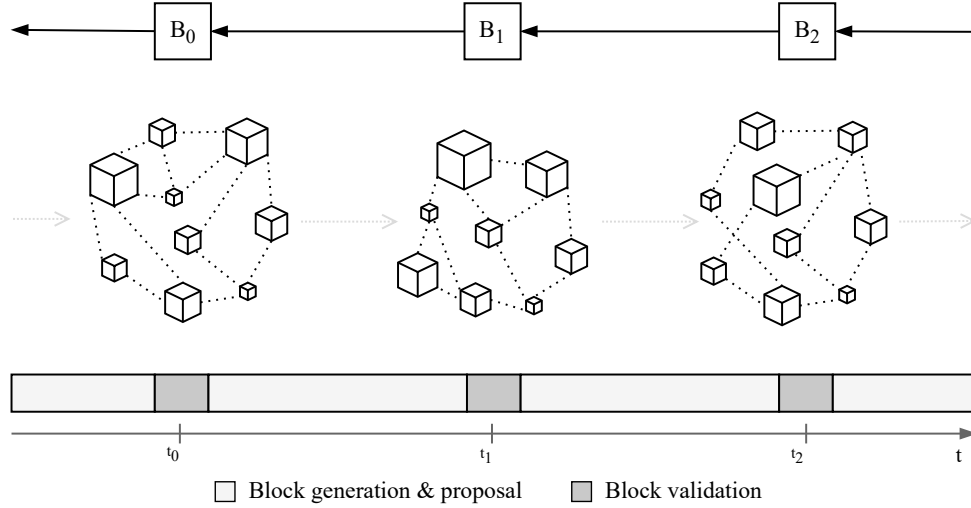 B0 B1 B2
t0 t1 t2 t
Block generation & proposal Block validation